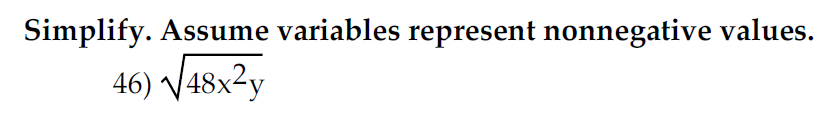 Simplify. Assume variables represent nonnegative values.
46) √48x²y